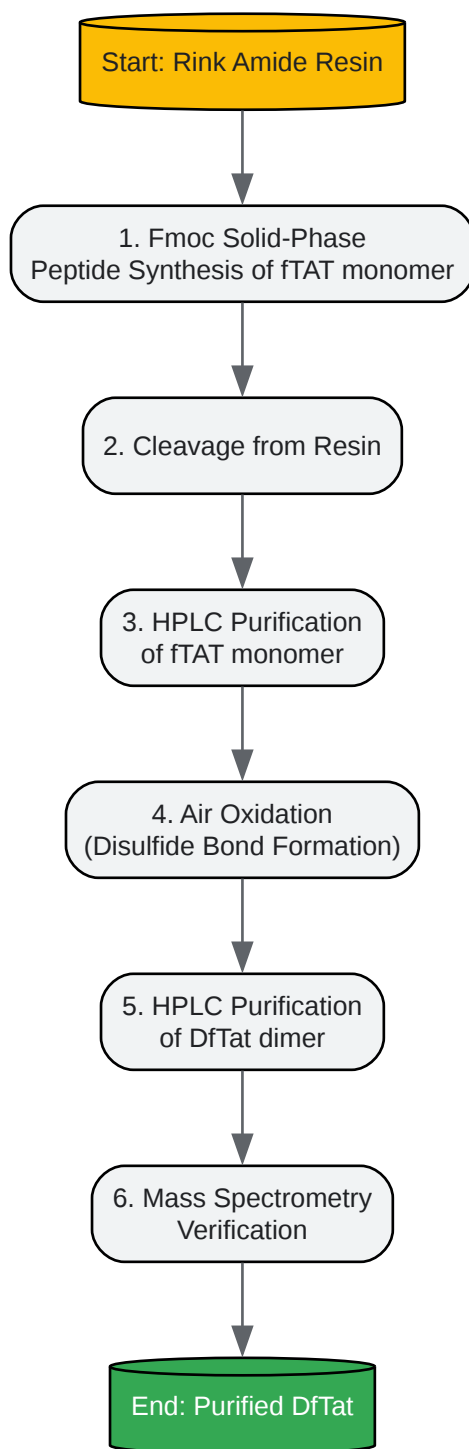 Start: Rink Amide Resin
1. Fmoc Solid-Phase
Peptide Synthesis of fTAT monomer
2. Cleavage from Resin
3. HPLC Purification
of fTAT monomer
4. Air Oxidation
(Disulfide Bond Formation)
5. HPLC Purification
of DfTat dimer
6. Mass Spectrometry
Verification
End: Purified DfTat